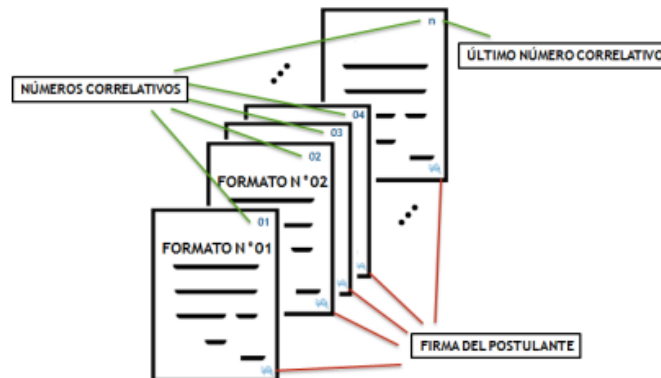 n
ÚLTIMO NÚMERO CORRELATIVO
NÚMEROS CORRELATIVOS
04
03
02
FORMATO N°02
01
FORMATO N°01
FIRMA DEL POSTULANTE